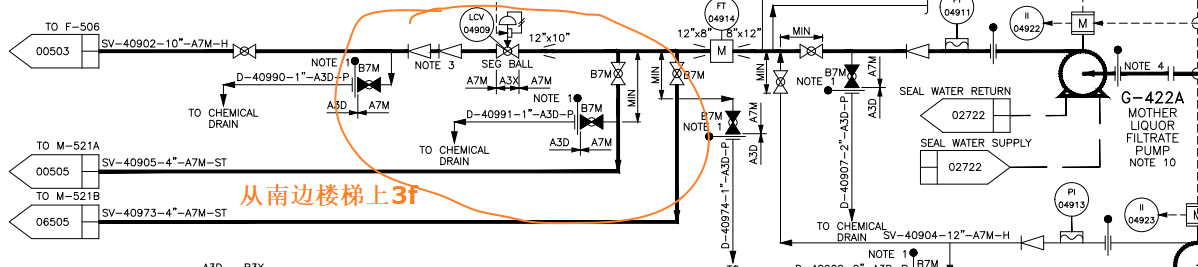 TO F-506
00503
SV-40902-10"-A7M-H
LCV
04909
SEG BALL
NOTE 3
A7M
A3X
A7M
12"x10"
NOTE 1
B7M
D-40990-1"-A3D-P
TO CHEMICAL
DRAIN
A3D
A7M
NOTE 1
B7M
D-40991-1"-A3D-P
TO CHEMICAL
DRAIN
A3D
A7M
MIN
B7M
B7M
MIN
FT
04914
12"x8"
M
8"x12"
MIN
MIN
B7M
NOTE 1
A7M
A3D
D-40974-1"-A3D-P
TO
NOTE 1
B7M
A7M
A3D
D-40907-2"-A3D-P
TO CHEMICAL
DRAIN
PI
04911
II
04922
M
NOTE 4
G-422A
MOTHER
LIQUOR
FILTRATE
PUMP
NOTE 10
SEAL WATER RETURN
02722
SEAL WATER SUPPLY
02722
TO M-521A
00505
SV-40905-4"-A7M-ST
TO M-521B
06505
SV-40973-4"-A7M-ST
从南边楼梯上3f
SV-40904-12"-A7M-H
PI
04913
II
04923
M
NOTE 1
B7M